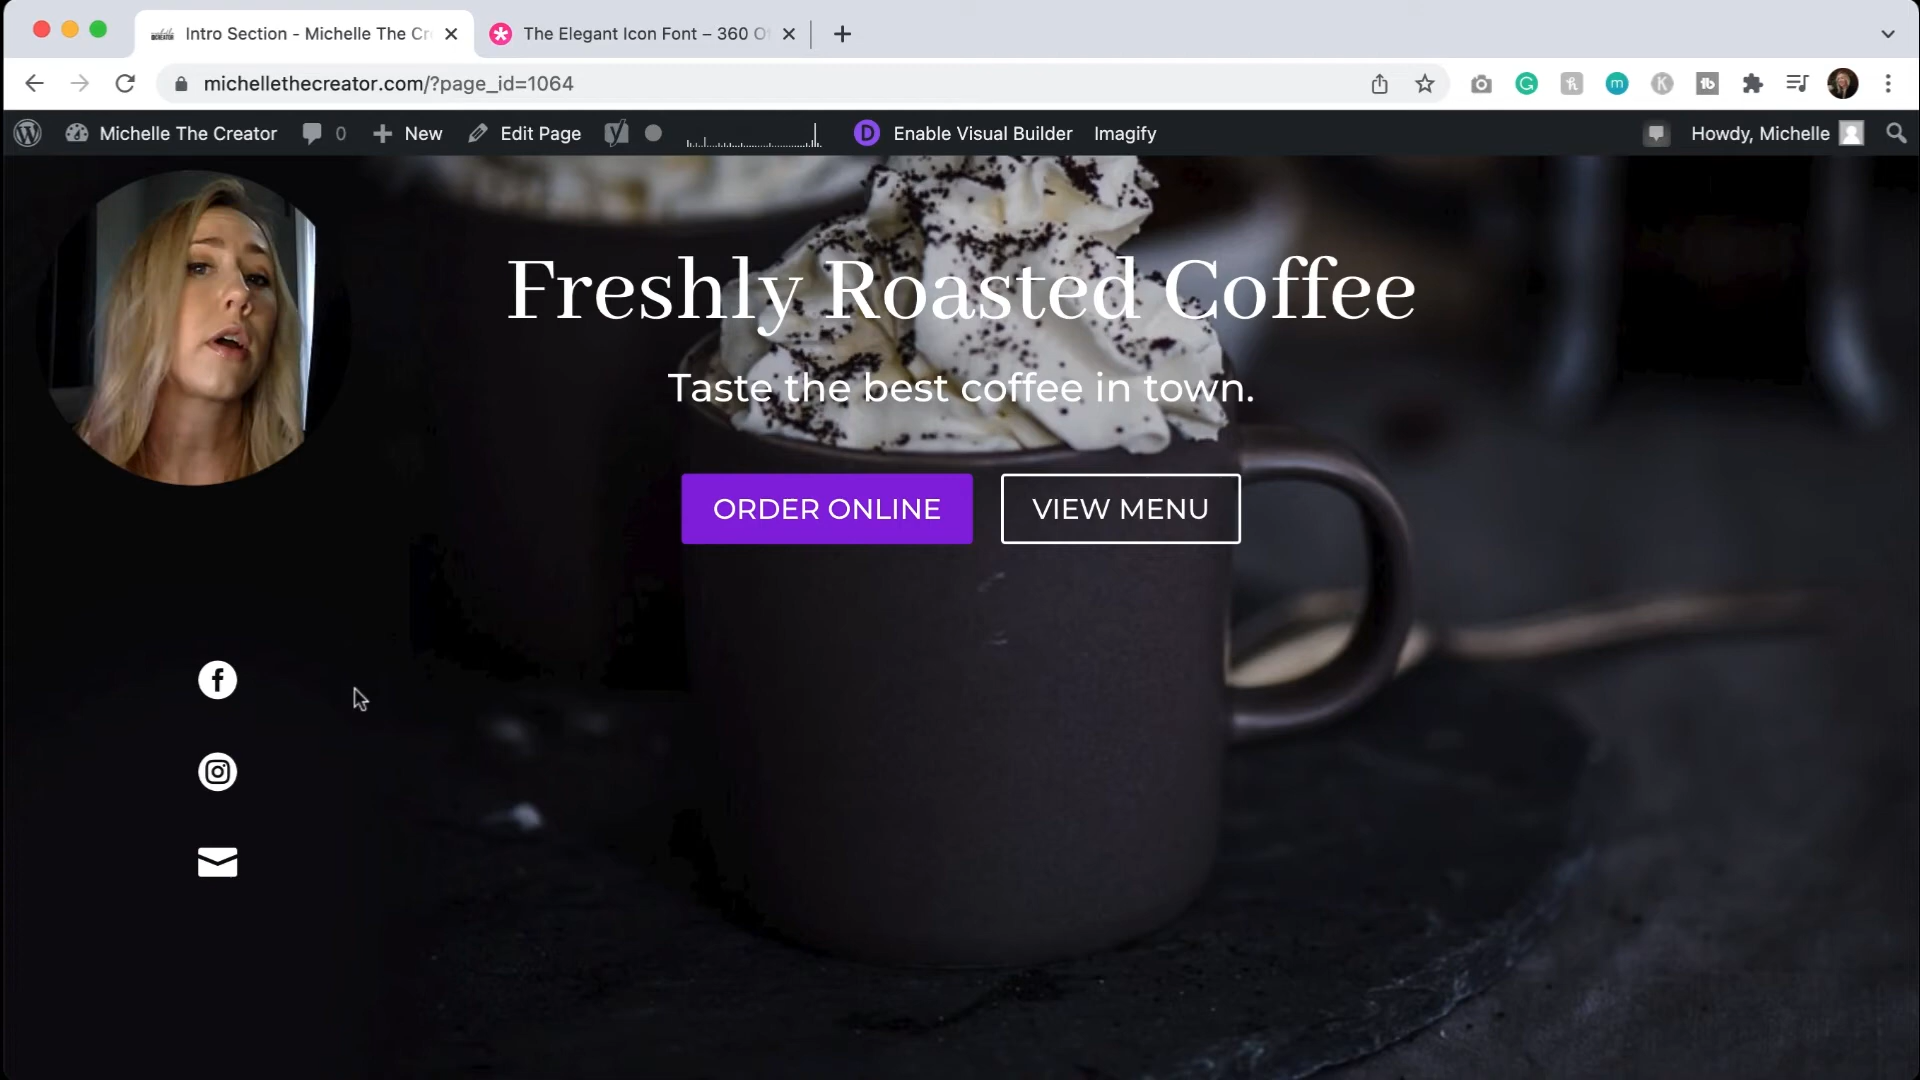 Intro Section - Michelle The Cr
The Elegant Icon Font – 360 O
michellethecreator.com/?page_id=1064
Michelle The Creator
0
New
Edit Page
Enable Visual Builder
Imagify
Howdy, Michelle
Freshly Roasted Coffee
Taste the best coffee in town.
ORDER ONLINE
VIEW MENU